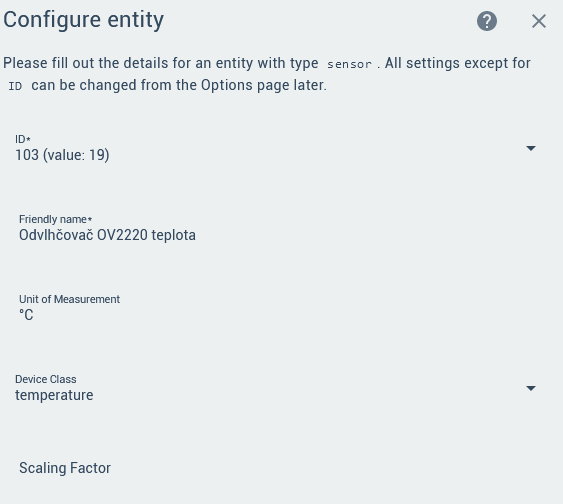 Configure entity
Please fill out the details for an entity with type sensor . All settings except for
ID can be changed from the Options page later.
ID*
103 (value: 19)
Friendly name*
Odvlhčovač OV2220 teplota
Unit of Measurement
°C
Device Class
temperature
Scaling Factor